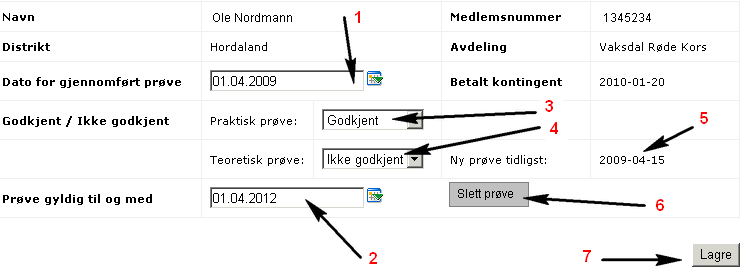 Navn Ole Nordmann 1 Medlemsnummer 1345234
Distrikt Hordaland Avdeling Vaksdal Røde Kors
Dato for gjennomført prøve 01.04.2009 Betalt kontingent 2010-01-20
Godkjent / Ikke godkjent Praktisk prøve: Godkjent 3
4 5
Teoretisk prøve: Ikke godkjent Ny prøve tidligst: 2009-04-15
Prøve gyldig til og med 01.04.2012 Slett prøve 6
2 7 Lagre